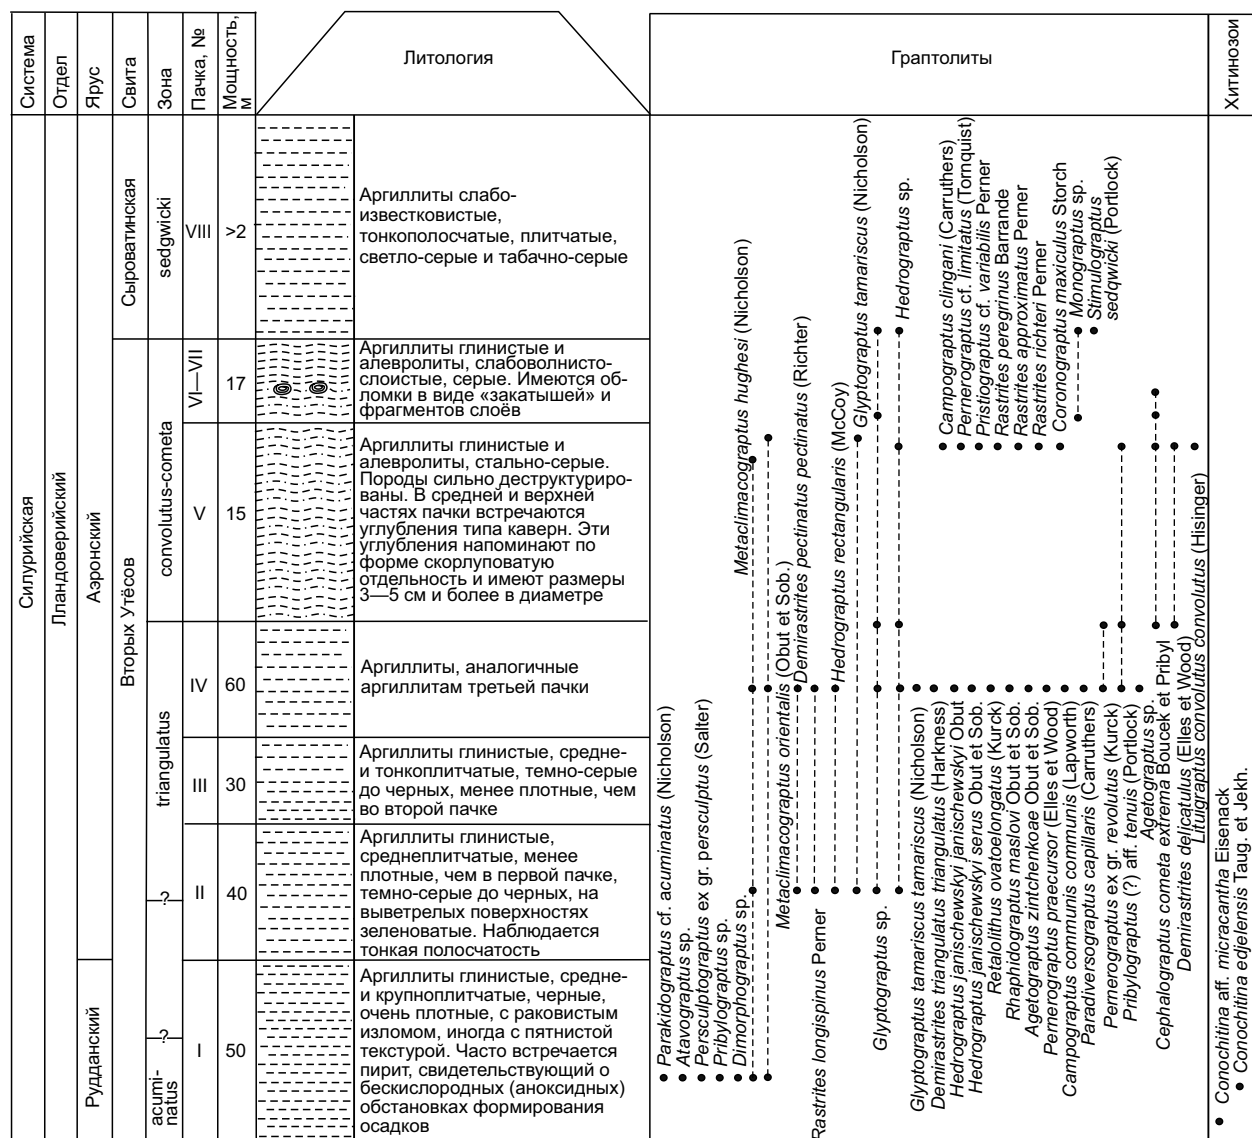 Система
Отдел
Ярус
Свита
Зона
Пачка, №
Мощность,
м
Литология
Граптолиты
Хитинозои
Силурийская
Лландоверийский
Аэронский
Рудданский
Сыроватинская
Вторых Утёсов
sedgwicki
convolutus-cometa
triangulatus
?
?
acumi-
natus
VIII
>2
Аргиллиты слабо-
известковистые,
тонкополосчатые, плитчатые,
светло-серые и табачно-серые
VI—VII
17
Аргиллиты глинистые и
алевролиты, слабоволнисто-
слоистые, серые. Имеются об-
ломки в виде «закатышей» и
фрагментов слоёв
V
15
Аргиллиты глинистые и
алевролиты, стально-серые.
Породы сильно деструктуриро-
ваны. В средней и верхней
частях пачки встречаются
углубления типа каверн. Эти
углубления напоминают по
форме скорлуповатую
отдельность и имеют размеры
3—5 см и более в диаметре
IV
60
Аргиллиты, аналогичные
аргиллитам третьей пачки
III
30
Аргиллиты глинистые, средне-
и тонкоплитчатые, темно-серые
до черных, менее плотные, чем
во второй пачке
II
40
Аргиллиты глинистые,
среднеплитчатые, менее
плотные, чем в первой пачке,
темно-серые до черных, на
выветрелых поверхностях
зеленоватые. Наблюдается
тонкая полосчатость
I
50
Аргиллиты глинистые, средне-
и крупноплитчатые, черные,
очень плотные, с раковистым
изломом, иногда с пятнистой
текстурой. Часто встречается
пирит, свидетельствующий о
бескислородных (аноксидных)
обстановках формирования
осадков
Parakidograptus cf. acuminatus (Nicholson)
Atavograptus sp.
Persculptograptus ex gr. persculptus (Salter)
Pribylograptus sp.
Dimorphograptus sp.
Metaclimacograptus hughesi (Nicholson)
Metaclimacograptus orientalis (Obut et Sob.)
Demirastrites pectinatus pectinatus (Richter)
Rastrites longispinus Perner
Hedrograptus rectangularis (McCoy)
Glyptograptus tamariscus (Nicholson)
Glyptograptus sp.
Hedrograptus sp.
Glyptograptus tamariscus tamariscus (Nicholson)
Demirastrites triangulatus triangulatus (Harkness)
Hedrograptus janischewskyi janischewskyi Obut
Hedrograptus janischewskyi serus Obut et Sob.
Retalolithus ovatoelongatus (Kurck)
Rhaphidograptus maslovi Obut et Sob.
Agetograptus zintchenkoae Obut et Sob.
Pernerograptus praecursor (Elles et Wood)
Campograptus communis communis (Lapworth)
Paradiversograptus capillaris (Carruthers)
Pernerograptus ex gr. revolutus (Kurck)
Pribylograptus (?) aff. tenuis (Portlock)
Agetograptus sp.
Cephalograptus cometa extrema Boucek et Pribyl
Demirastrites delicatulus (Elles et Wood)
Lituigraptus convolutus convolutus (Hisinger)
Campograptus clingani (Carruthers)
Pernerograptus cf. limitatus (Tornquist)
Pristiograptus cf. variabilis Perner
Rastrites peregrinus Barrande
Rastrites approximatus Perner
Rastrites richteri Perner
Coronograptus maxiculus Storch
Monograptus sp.
Stimulograptus
sedqwicki (Portlock)
Conochitina aff. micracantha Eisenack
Conochitina edjelensis Taug. et Jekh.